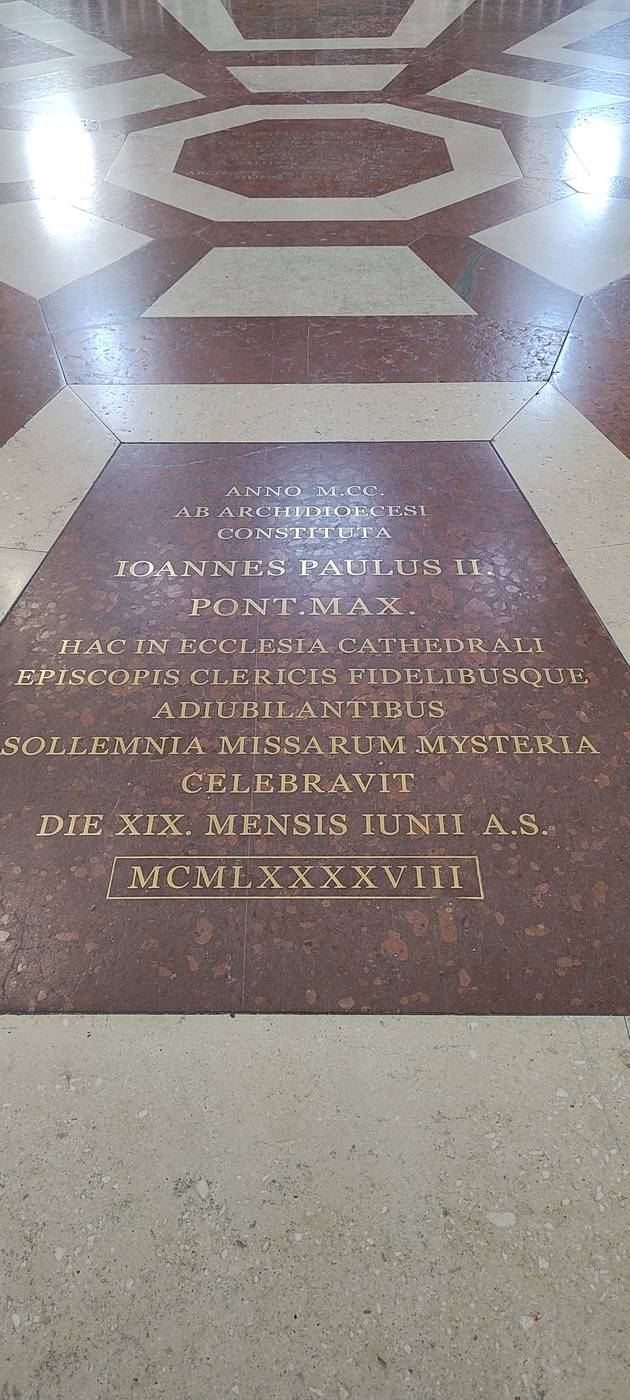 ANNO M.CC.
AB ARCHIDIOECESI
CONSTITUTA
IOANNES PAULUS II.
PONT.MAX.
HAC IN ECCLESIA CATHEDRALI
EPISCOPIS CLERICIS FIDELIBUSQUE
ADIUBILANTIBUS
SOLLEMNIA MISSARUM MYSTERIA
CELEBRAVIT
DIE XIX. MENSIS IUNII A.S.
MCMLXXXXVIII